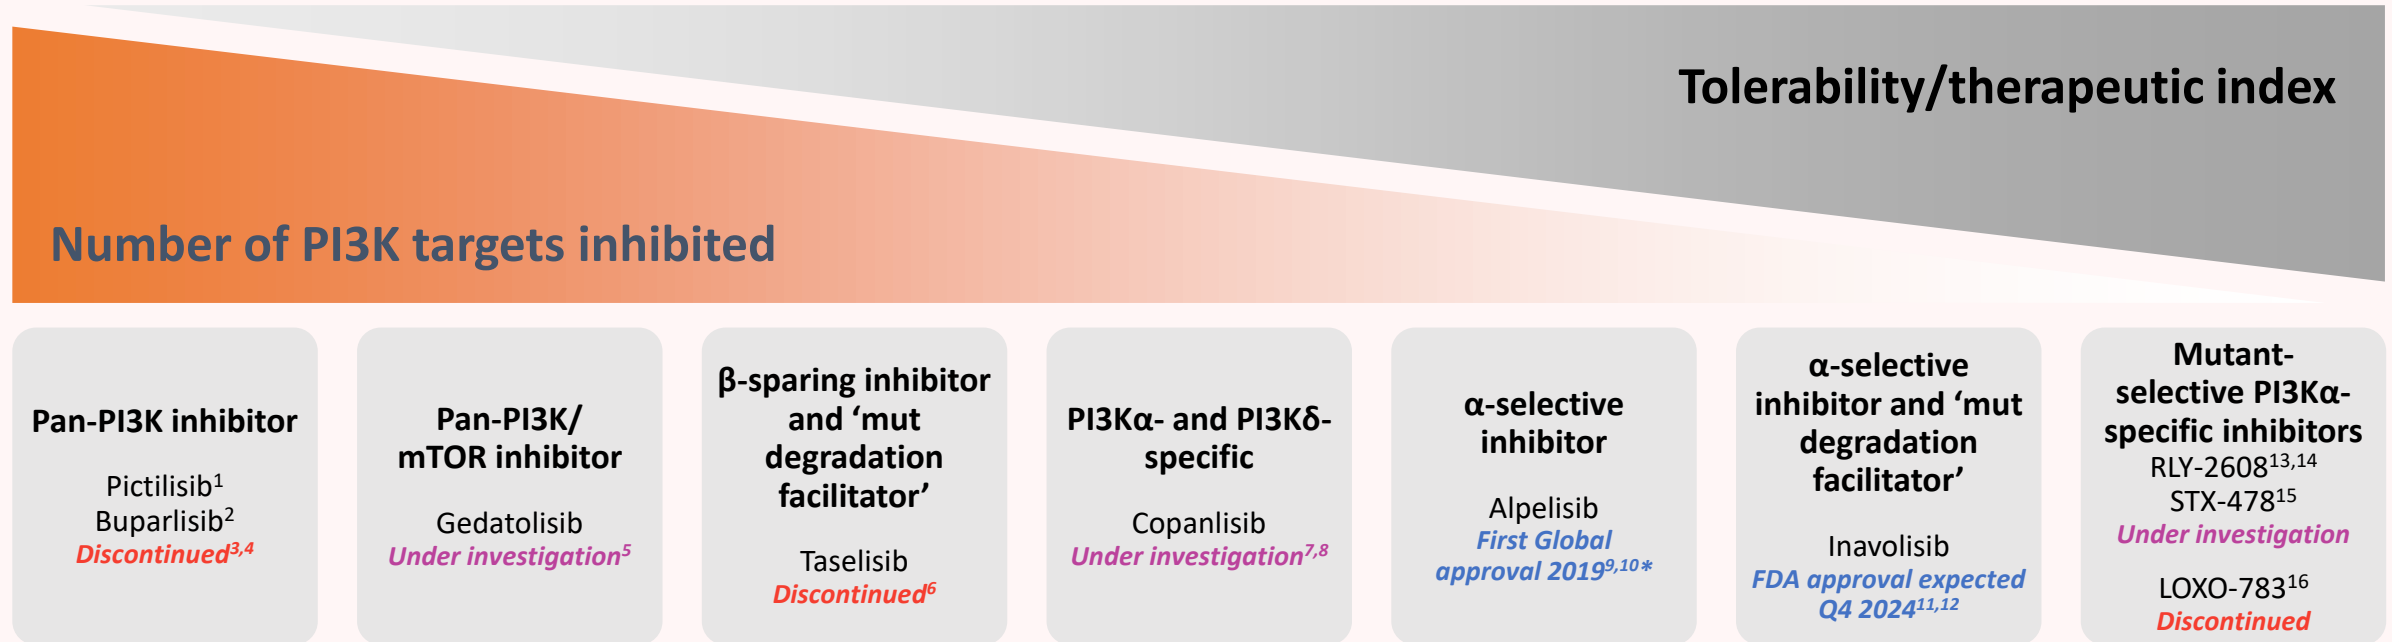 Tolerability/therapeutic index
Number of PI3K targets inhibited
Pan-PI3K inhibitor
Pictilisib¹
Buparlisib²
Discontinued³,⁴
Pan-PI3K/
mTOR inhibitor
Gedatolisib
Under investigation⁵
β-sparing inhibitor
and ‘mut
degradation
facilitator’
Taselisib
Discontinued⁶
PI3Kα- and PI3Kδ-
specific
Copanlisib
Under investigation⁷,⁸
α-selective
inhibitor
Alpelisib
First Global
approval 2019⁹,¹⁰*
α-selective
inhibitor and ‘mut
degradation
facilitator’
Inavolisib
FDA approval expected
Q4 2024¹¹,¹²
Mutant-
selective PI3Kα-
specific inhibitors
RLY-2608¹³,¹⁴
STX-478¹⁵
Under investigation
LOXO-783¹⁶
Discontinued